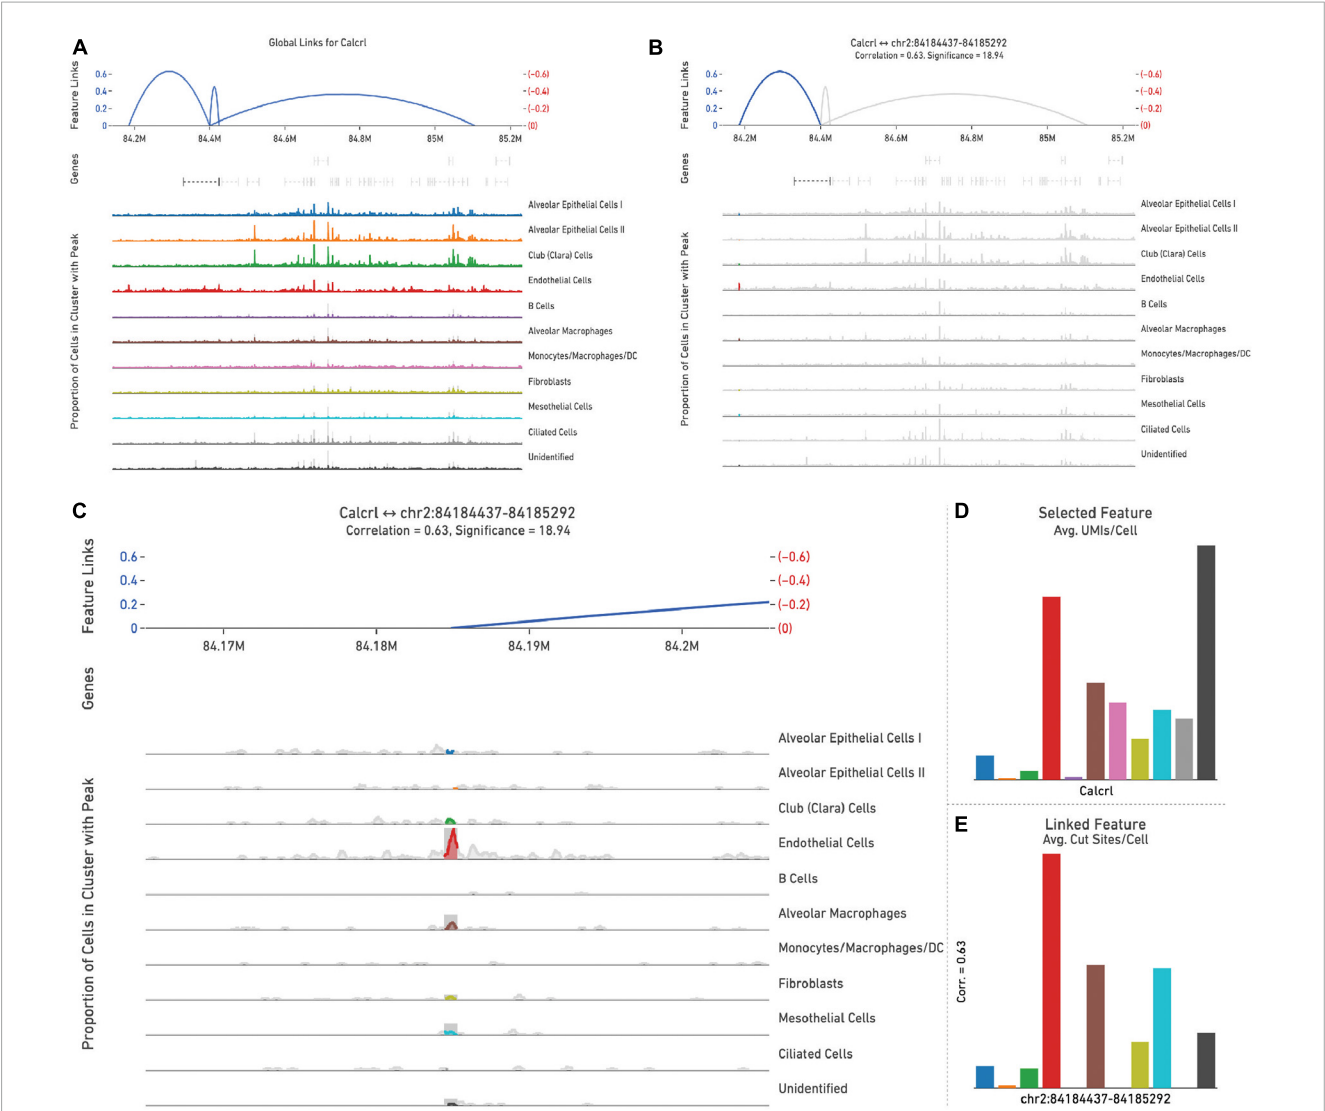 A
Global Links for Calcrl
Feature Links
0.6
0.4
0.2
0
(-0.6)
(-0.4)
(-0.2)
(0)
84.2M 84.4M 84.6M 84.8M 85M 85.2M
Genes
Proportion of Cells in Cluster with Peak
Alveolar Epithelial Cells I
Alveolar Epithelial Cells II
Club (Clara) Cells
Endothelial Cells
B Cells
Alveolar Macrophages
Monocytes/Macrophages/DC
Fibroblasts
Mesothelial Cells
Ciliated Cells
Unidentified
B
Calcrl ↔ chr2:84184437-84185292
Correlation = 0.63, Significance = 18.94
Feature Links
0.6
0.4
0.2
0
(-0.6)
(-0.4)
(-0.2)
(0)
84.2M 84.4M 84.6M 84.8M 85M 85.2M
Genes
Proportion of Cells in Cluster with Peak
Alveolar Epithelial Cells I
Alveolar Epithelial Cells II
Club (Clara) Cells
Endothelial Cells
B Cells
Alveolar Macrophages
Monocytes/Macrophages/DC
Fibroblasts
Mesothelial Cells
Ciliated Cells
Unidentified
C
Calcrl ↔ chr2:84184437-84185292
Correlation = 0.63, Significance = 18.94
Feature Links
0.6
0.4
0.2
0
(-0.6)
(-0.4)
(-0.2)
(0)
84.17M 84.18M 84.19M 84.2M
Genes
Proportion of Cells in Cluster with Peak
Alveolar Epithelial Cells I
Alveolar Epithelial Cells II
Club (Clara) Cells
Endothelial Cells
B Cells
Alveolar Macrophages
Monocytes/Macrophages/DC
Fibroblasts
Mesothelial Cells
Ciliated Cells
Unidentified
D
Selected Feature
Avg. UMIs/Cell
Calcrl
E
Linked Feature
Avg. Cut Sites/Cell
Corr. = 0.63
chr2:84184437-84185292